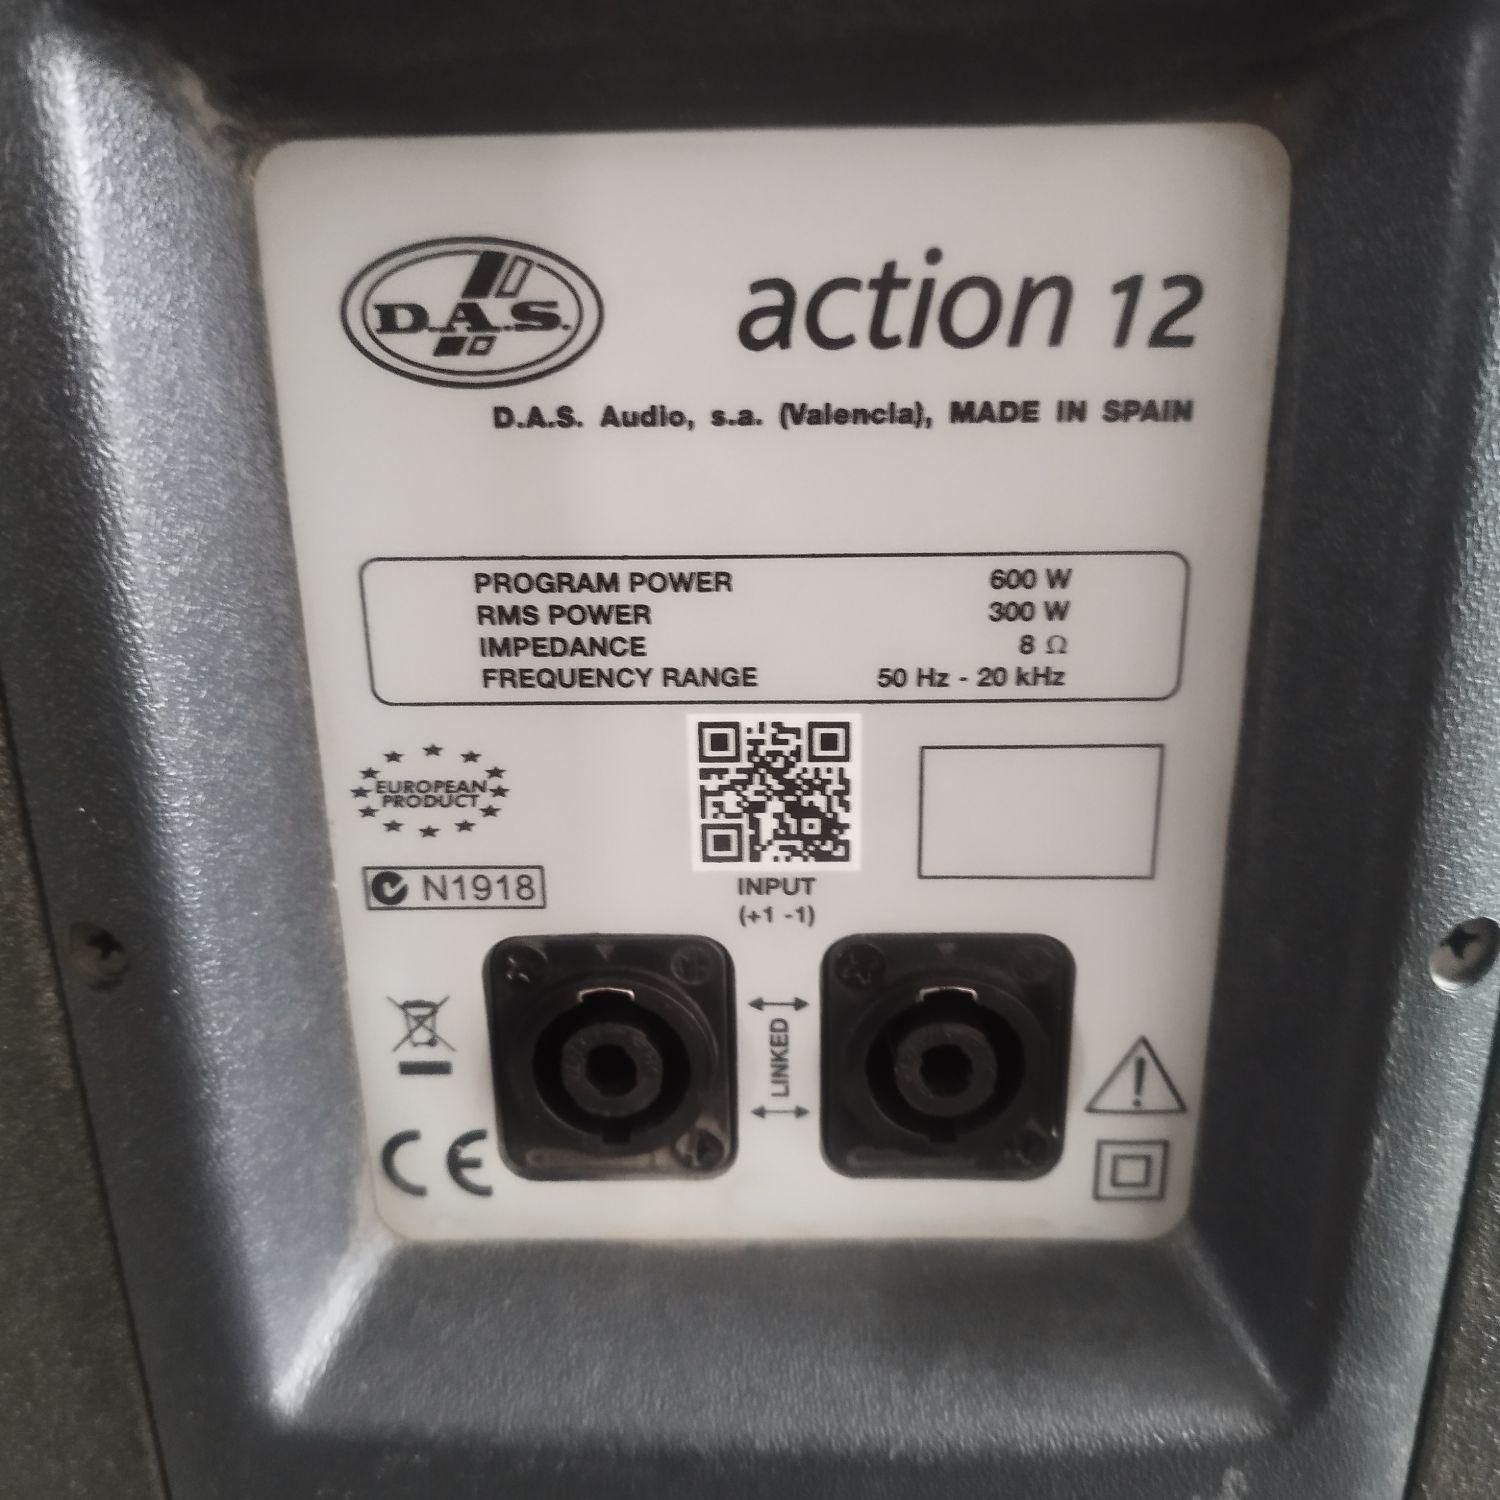 D.A.S.
action 12
D.A.S. Audio, s.a. (Valencia), MADE IN SPAIN
PROGRAM POWER 600 W
RMS POWER 300 W
IMPEDANCE 8 Ω
FREQUENCY RANGE 50 Hz - 20 kHz
EUROPEAN
PRODUCT
N1918
INPUT
(+1 -1)
LINKED
CE